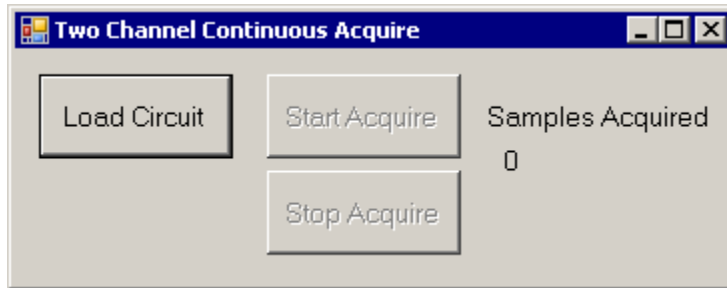 Two Channel Continuous Acquire
Load Circuit
Start Acquire
Samples Acquired
0
Stop Acquire